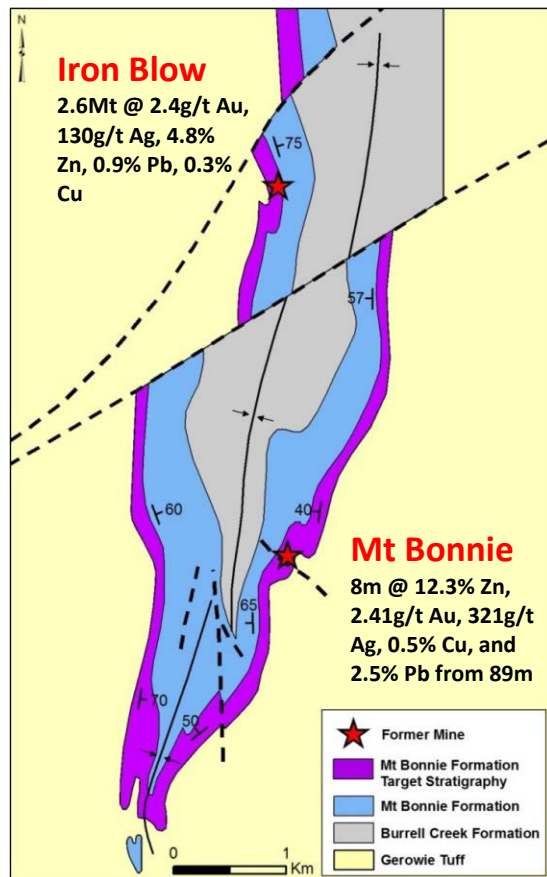 N
Iron Blow
2.6Mt @ 2.4g/t Au,
130g/t Ag, 4.8%
Zn, 0.9% Pb, 0.3%
Cu
75
57
60
40
Mt Bonnie
8m @ 12.3% Zn,
2.41g/t Au, 321g/t
Ag, 0.5% Cu, and
2.5% Pb from 89m
65
70
50
Former Mine
Mt Bonnie Formation
Target Stratigraphy
Mt Bonnie Formation
Burrell Creek Formation
Gerowie Tuff
0 1
Km